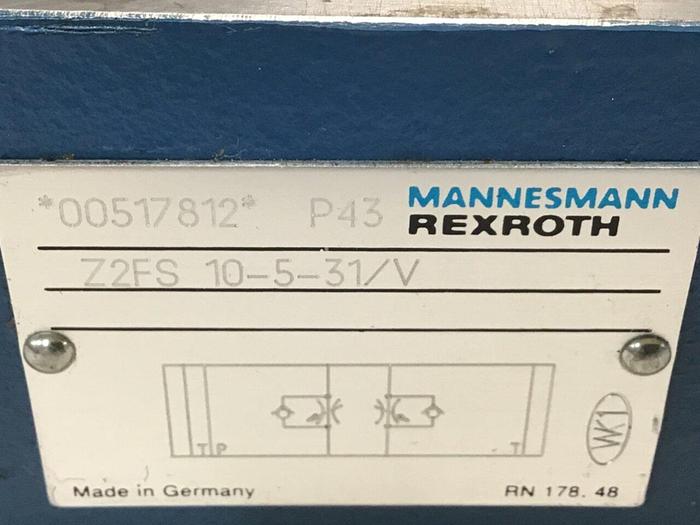 *00517812* P43 MANNESMANN
REXROTH
Z2FS 10-5-31/V
T P T
WK1
Made in Germany RN 178.48